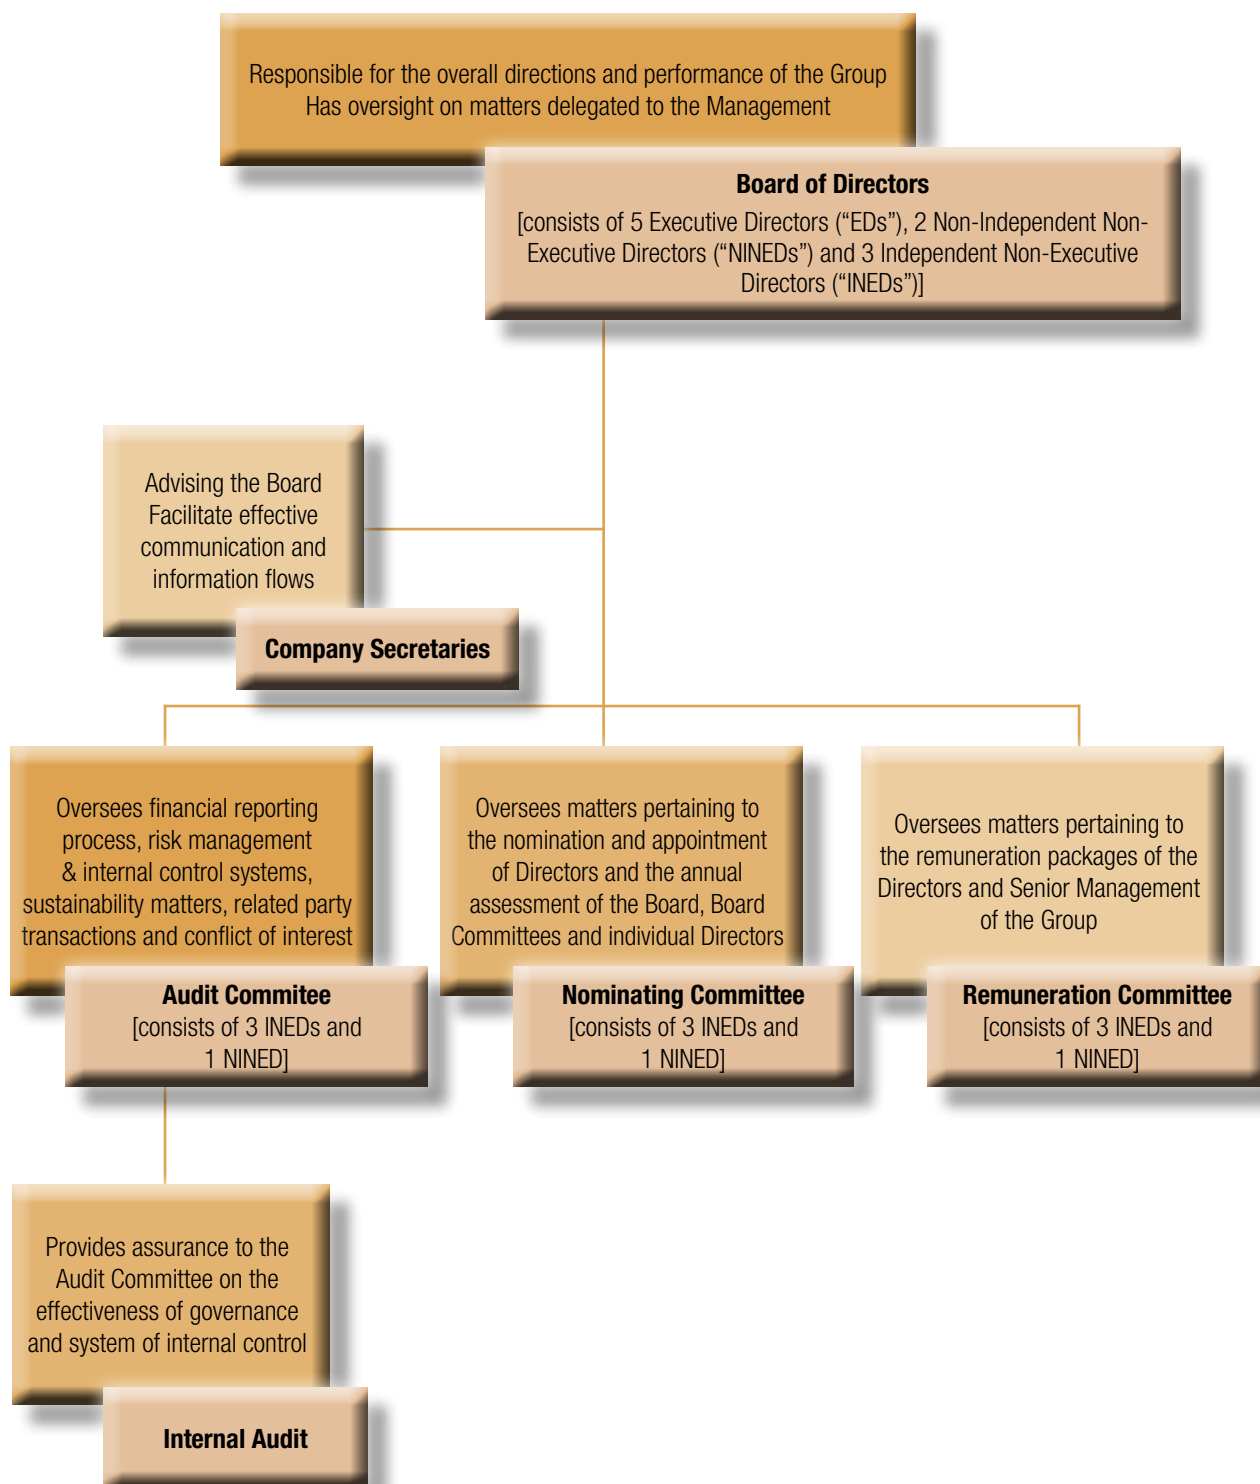 Responsible for the overall directions and performance of the Group
Has oversight on matters delegated to the Management
Board of Directors
[consists of 5 Executive Directors (“EDs”), 2 Non-Independent Non-
Executive Directors (“NINEDs”) and 3 Independent Non-Executive
Directors (“INEDs”)]
Advising the Board
Facilitate effective
communication and
information flows
Company Secretaries
Oversees financial reporting
process, risk management
& internal control systems,
sustainability matters, related party
transactions and conflict of interest
Audit Commitee
[consists of 3 INEDs and
1 NINED]
Oversees matters pertaining to
the nomination and appointment
of Directors and the annual
assessment of the Board, Board
Committees and individual Directors
Nominating Committee
[consists of 3 INEDs and
1 NINED]
Oversees matters pertaining to
the remuneration packages of the
Directors and Senior Management
of the Group
Remuneration Committee
[consists of 3 INEDs and
1 NINED]
Provides assurance to the
Audit Committee on the
effectiveness of governance
and system of internal control
Internal Audit